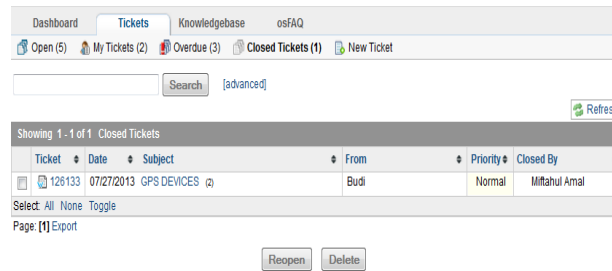 Dashboard Tickets Knowledgebase osFAQ
Open (5) My Tickets (2) Overdue (3) Closed Tickets (1) New Ticket
Search [advanced]
Refres
Showing 1 - 1 of 1 Closed Tickets
Ticket Date Subject From Priority Closed By
126133 07/27/2013 GPS DEVICES (2) Budi Normal Miftahul Amal
Select: All None Toggle
Page: [1] Export
Reopen Delete